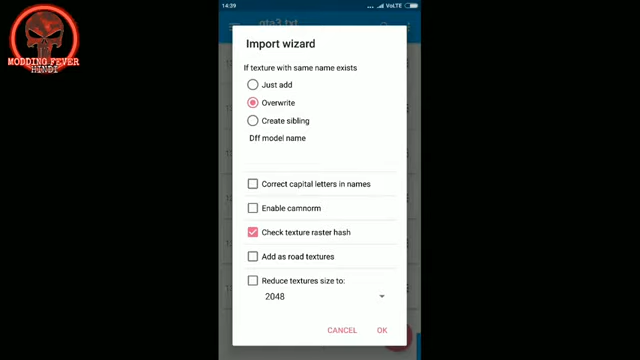 14:39
VoLTE
gta3.txt
MODDING FEVER
HINDI
Import wizard
If texture with same name exists
Just add
Overwrite
Create sibling
Dff model name
Correct capital letters in names
Enable camnorm
Check texture raster hash
Add as road textures
Reduce textures size to:
2048
CANCEL
OK